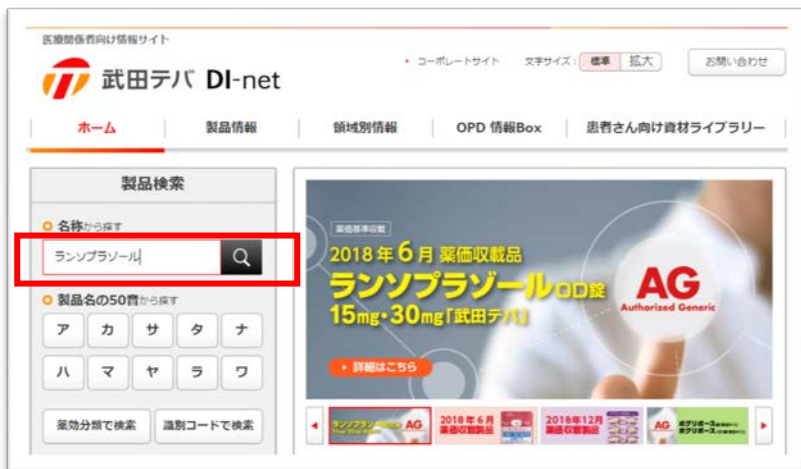 医療関係者向け情報サイト
武田テバ DI-net
コーポレートサイト
文字サイズ：
標準
拡大
お問い合わせ
ホーム
製品情報
領域別情報
OPD 情報Box
患者さん向け資材ライブラリー
製品検索
名称から探す
ランソプラゾール
製品名の50音から探す
ア カ サ タ ナ
ハ マ ヤ ラ ワ
薬効分類で検索
識別コードで検索
薬価基準収載
2018年6月 薬価収載品
ランソプラゾールOD錠
15mg・30mg「武田テバ」
AG
Authorized Generic
詳細はこちら
AG
2018年6月
薬価収載製品
2018年12月
薬価収載製品
AG